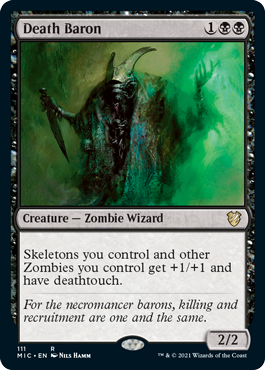 Death Baron 1
Creature — Zombie Wizard
Skeletons you control and other
Zombies you control get +1/+1 and
have deathtouch.
For the necromancer barons, killing and
recruitment are one and the same.
2/2
111 R
MIC • EN NILS HAMM ™ & © 2021 Wizards of the Coast